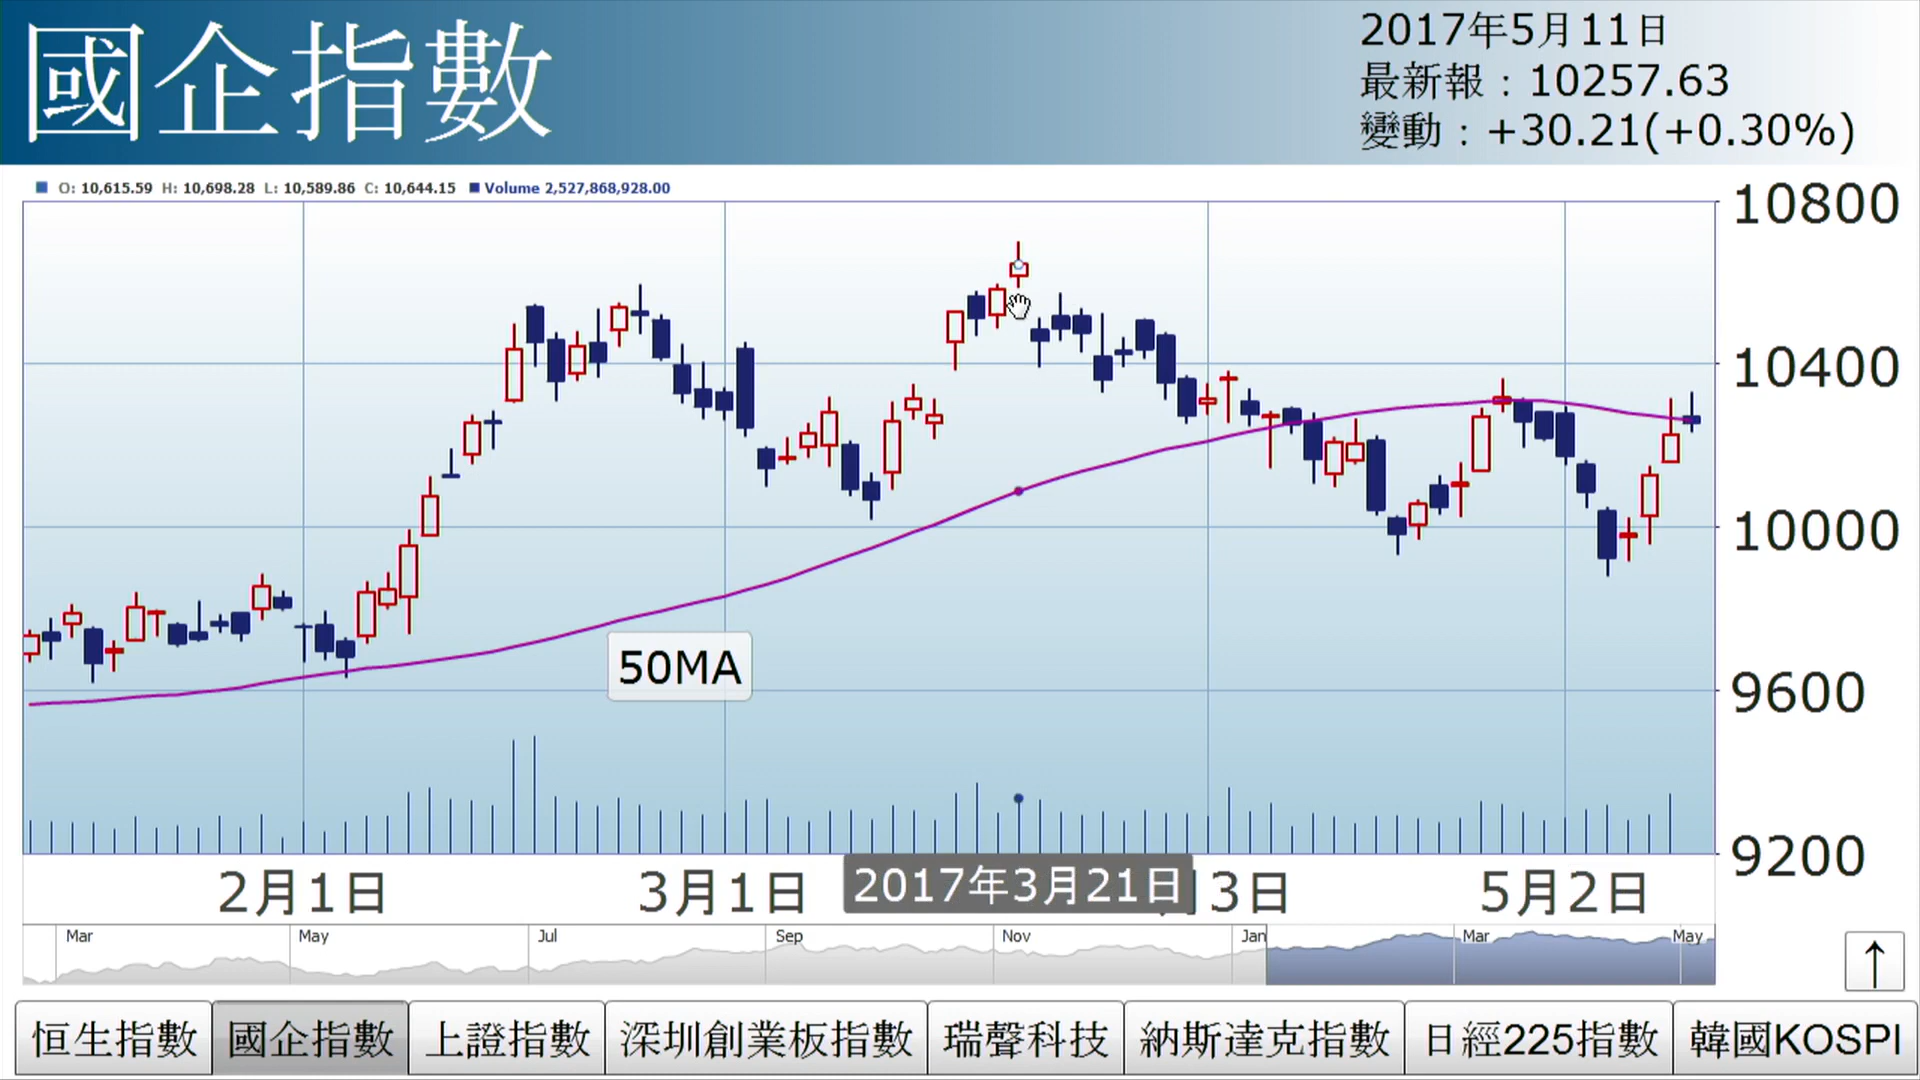 國企指數
2017年5月11日
最新報：10257.63
變動：+30.21(+0.30%)
O: 10,615.59 H: 10,698.28 L: 10,589.86 C: 10,644.15 Volume 2,527,868,928.00
10800
10400
10000
9600
9200
50MA
2月1日 3月1日 2017年3月21日 3日 5月2日
Mar May Jul Sep Nov Jan Mar May
↑
恒生指數 國企指數 上證指數 深圳創業板指數 瑞聲科技 納斯達克指數 日經225指數 韓國KOSPI